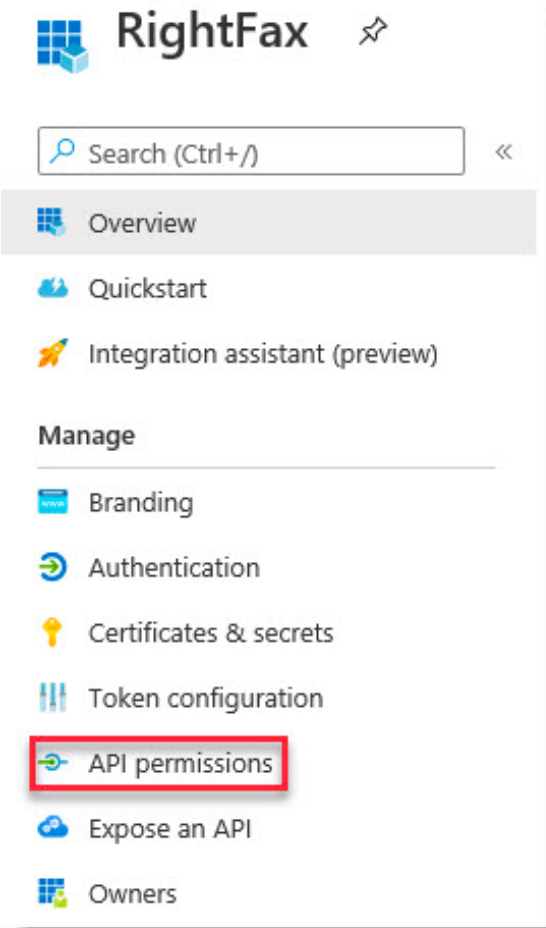 RightFax
Search (Ctrl+/)
Overview
Quickstart
Integration assistant (preview)
Manage
Branding
Authentication
Certificates & secrets
Token configuration
API permissions
Expose an API
Owners